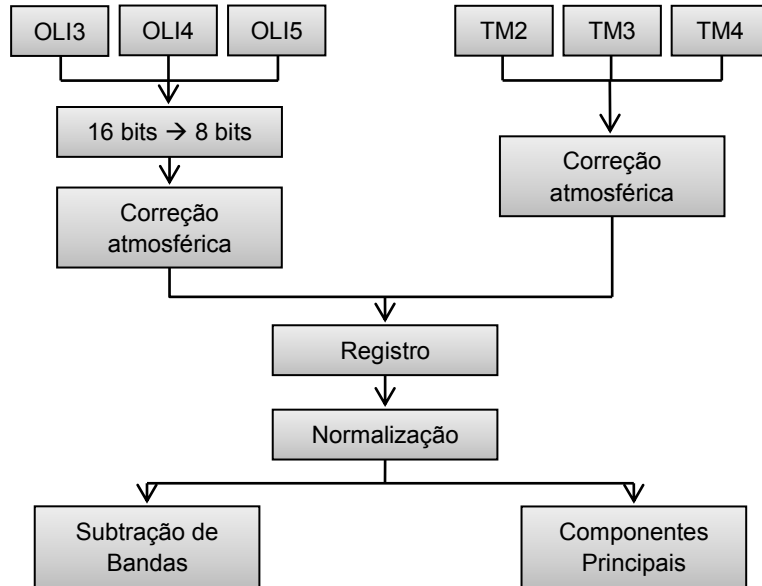 OLI3
OLI4
OLI5
TM2
TM3
TM4
16 bits → 8 bits
Correção
atmosférica
Correção
atmosférica
Registro
Normalização
Subtração de
Bandas
Componentes
Principais